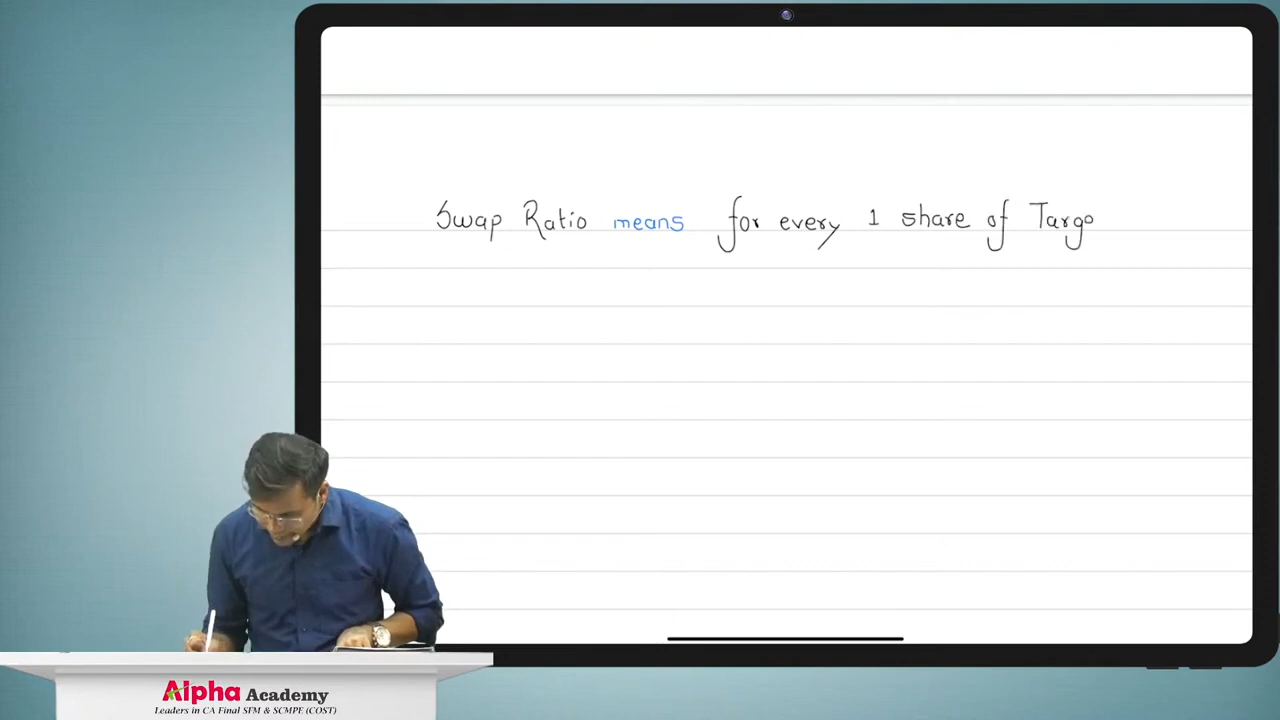 Swap Ratio means for every 1 share of Targe
Alpha Academy
Leaders in CA Final SFM & SCMPE (COST)